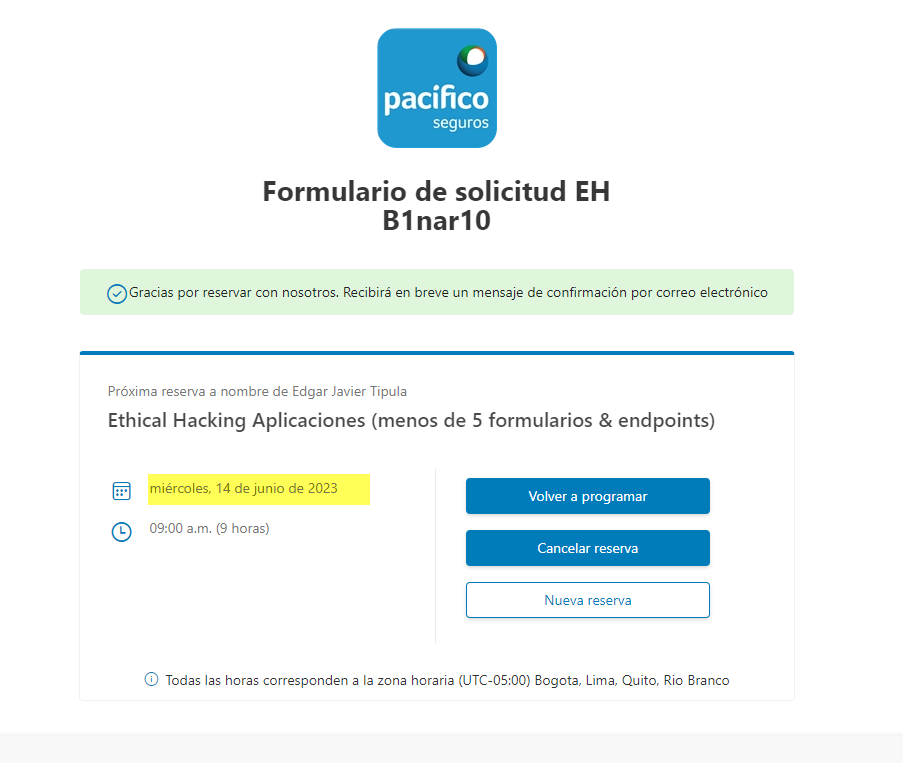 pacífico
seguros
Formulario de solicitud EH
B1nar10
Gracias por reservar con nosotros. Recibirá en breve un mensaje de confirmación por correo electrónico
Próxima reserva a nombre de Edgar Javier Tipula
Ethical Hacking Aplicaciones (menos de 5 formularios & endpoints)
miércoles, 14 de junio de 2023
09:00 a.m. (9 horas)
Volver a programar
Cancelar reserva
Nueva reserva
Todas las horas corresponden a la zona horaria (UTC-05:00) Bogota, Lima, Quito, Rio Branco